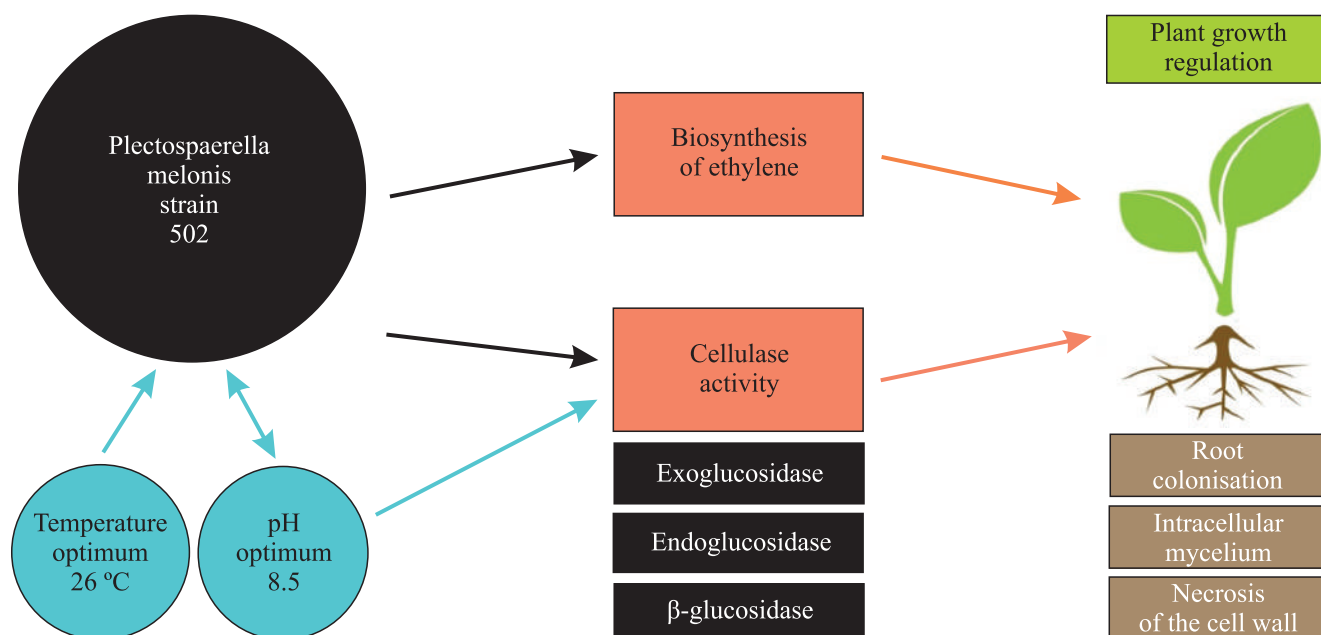 Plectospaerella
melonis
strain
502
Temperature
optimum
26 ºC
pH
optimum
8.5
Biosynthesis
of ethylene
Cellulase
activity
Exoglucosidase
Endoglucosidase
β-glucosidase
Plant growth
regulation
Root
colonisation
Intracellular
mycelium
Necrosis
of the cell wall